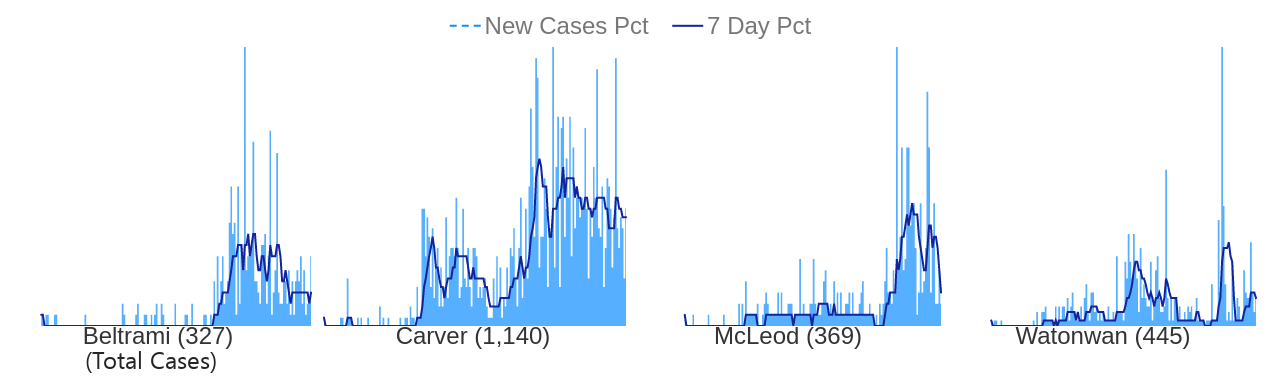 New Cases Pct 7 Day Pct
Beltrami (327) Carver (1,140) McLeod (369) Watonwan (445)
(Total Cases)